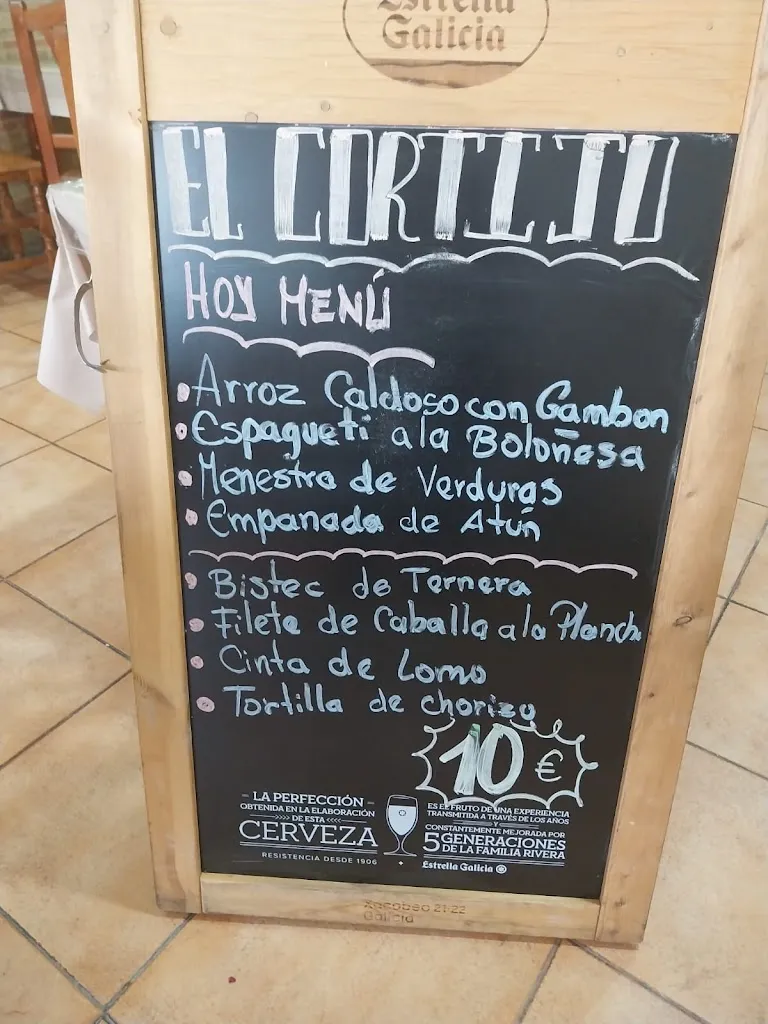 Estrella
Galicia
EL CORTIJO
HOY MENÚ
Arroz Caldoso con Gambon
Espagueti a la Boloñesa
Menestra de Verduras
Empanada de Atún
Bistec de Ternera
Filete de Caballa a la Planch
Cinta de Lomo
Tortilla de chorizo
10 €
LA PERFECCIÓN
OBTENIDA EN LA ELABORACIÓN
DE ESTA
CERVEZA
RESISTENCIA DESDE 1906
ES EL FRUTO DE UNA EXPERIENCIA
TRANSMITIDA A TRAVÉS DE LOS AÑOS
Y
CONSTANTEMENTE MEJORADA POR
5 GENERACIONES
DE LA FAMILIA RIVERA
Estrella Galicia
Xacobeo 21·22
Galicia